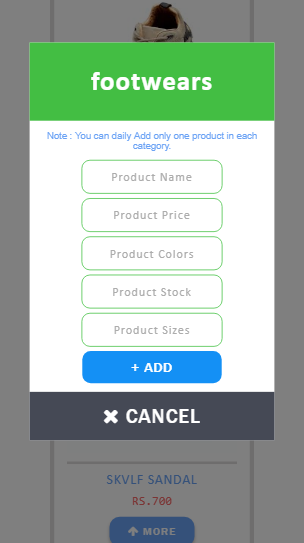 footwears
Note : You can daily Add only one product in each
category.
Product Name
Product Price
Product Colors
Product Stock
Product Sizes
+ ADD
✖ CANCEL
SKVLF SANDAL
RS.700
MORE